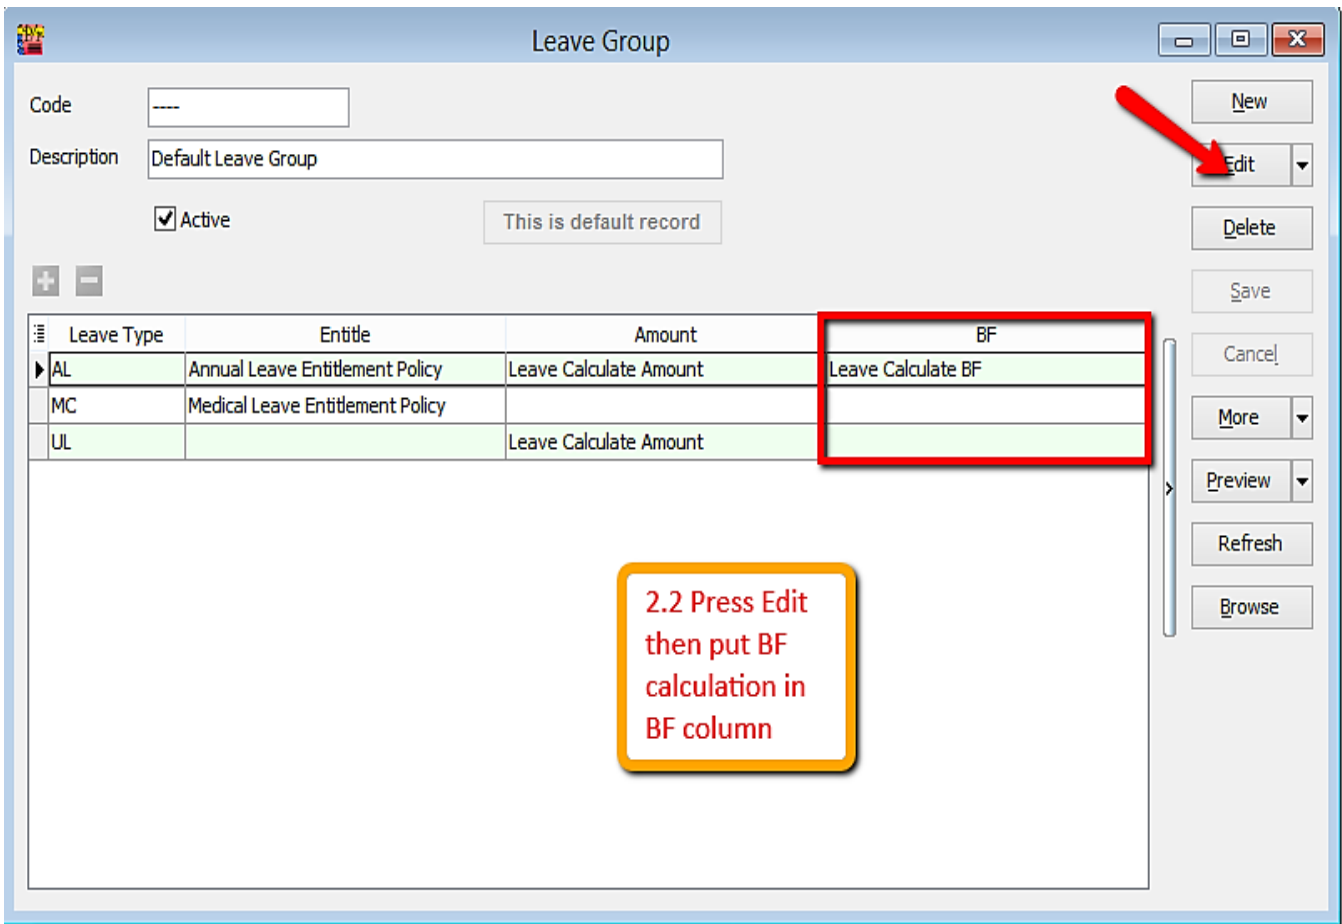 Leave Group
Code ----
New
Description Default Leave Group
Edit
Active This is default record
Delete
Save
Leave Type Entitle Amount BF
AL Annual Leave Entitlement Policy Leave Calculate Amount Leave Calculate BF
Cancel
MC Medical Leave Entitlement Policy
More
UL Leave Calculate Amount
Preview
Refresh
2.2 Press Edit
then put BF
calculation in
BF column
Browse